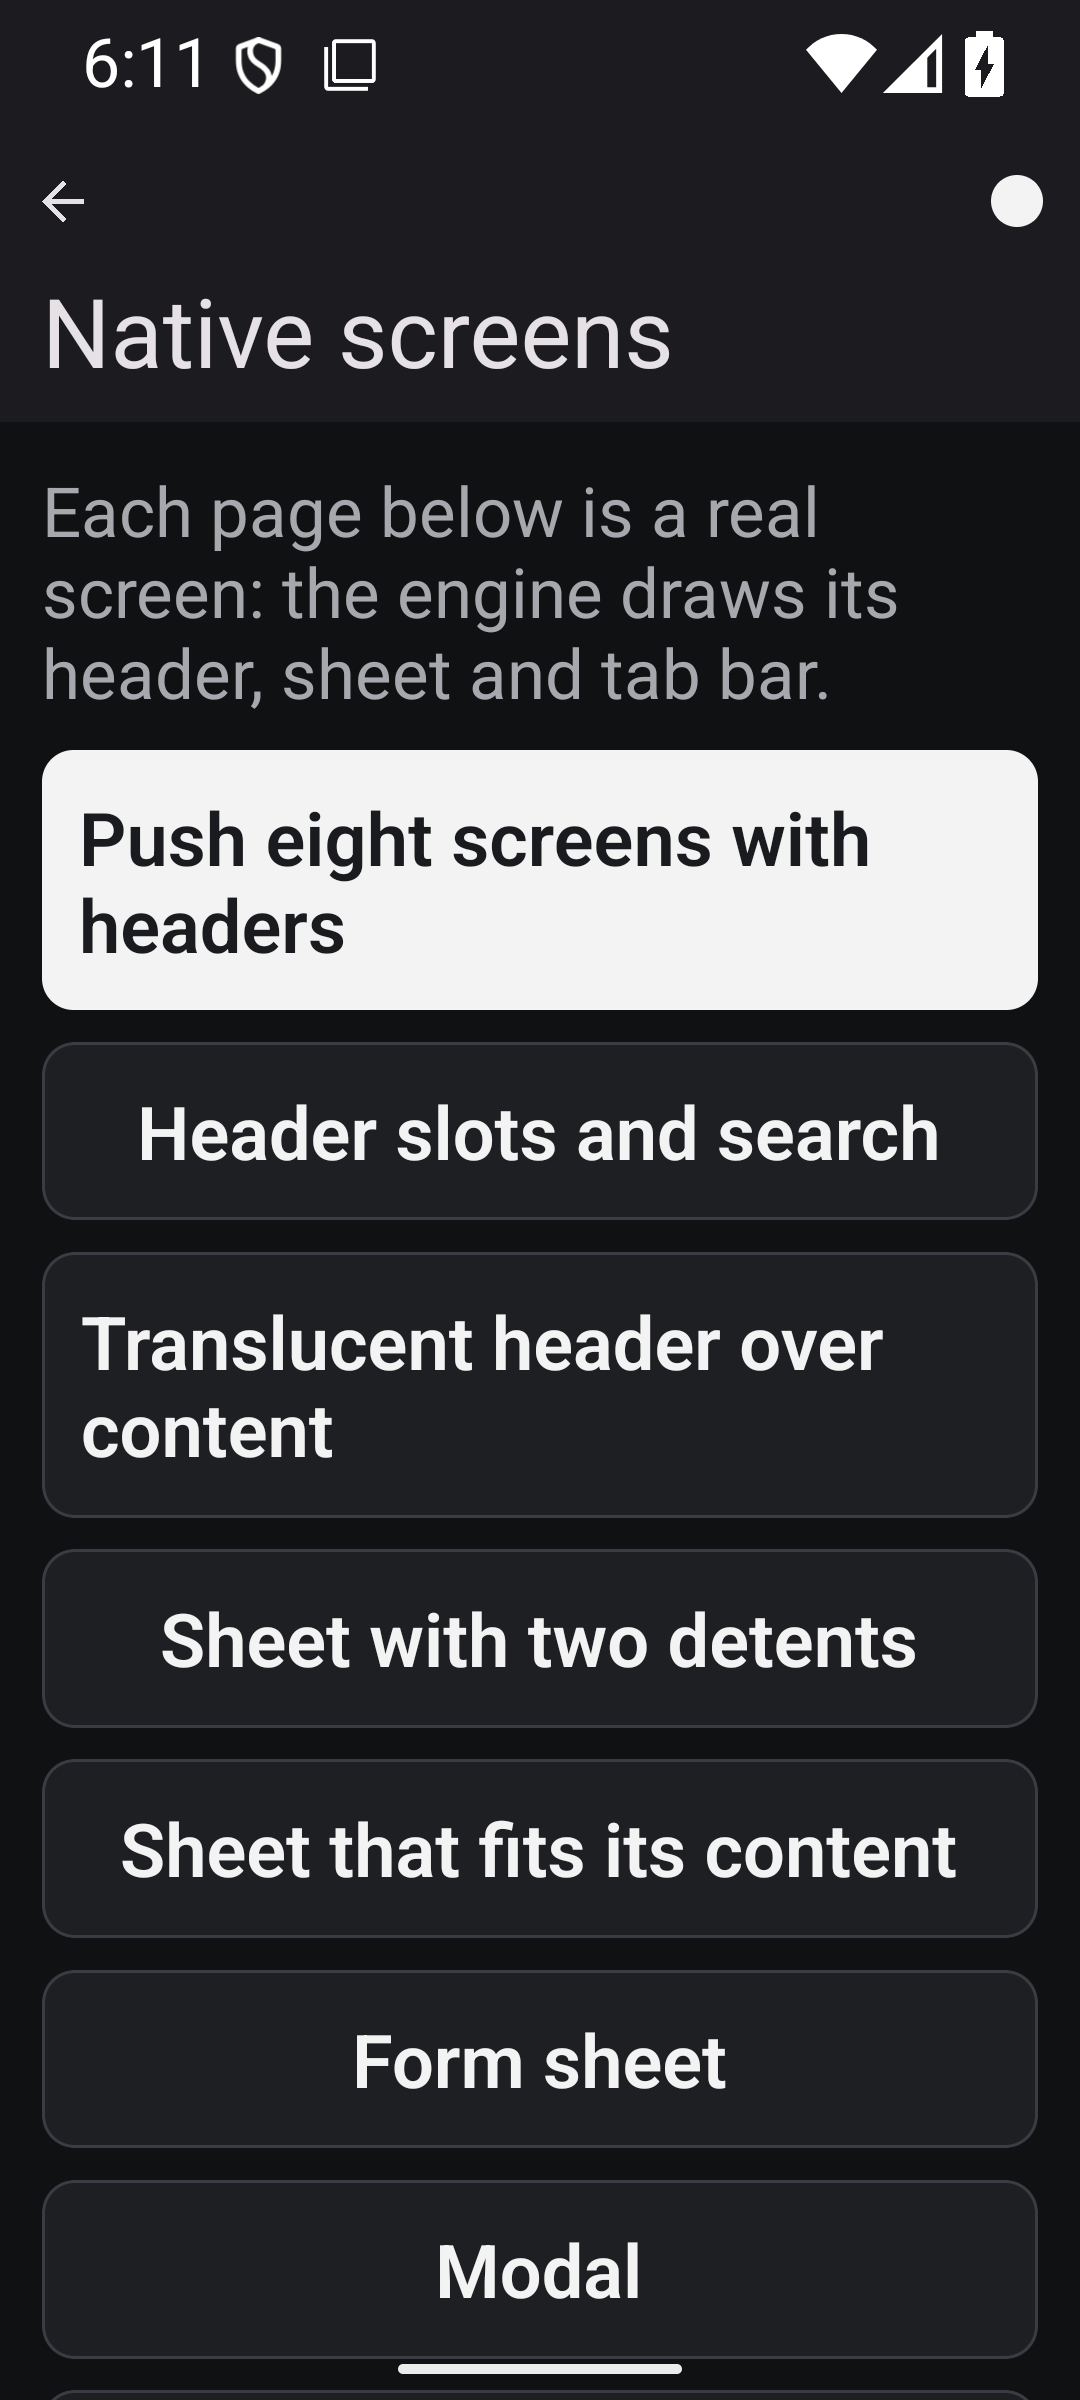 6:11
Native screens
Each page below is a real
screen: the engine draws its
header, sheet and tab bar.
Push eight screens with
headers
Header slots and search
Translucent header over
content
Sheet with two detents
Sheet that fits its content
Form sheet
Modal